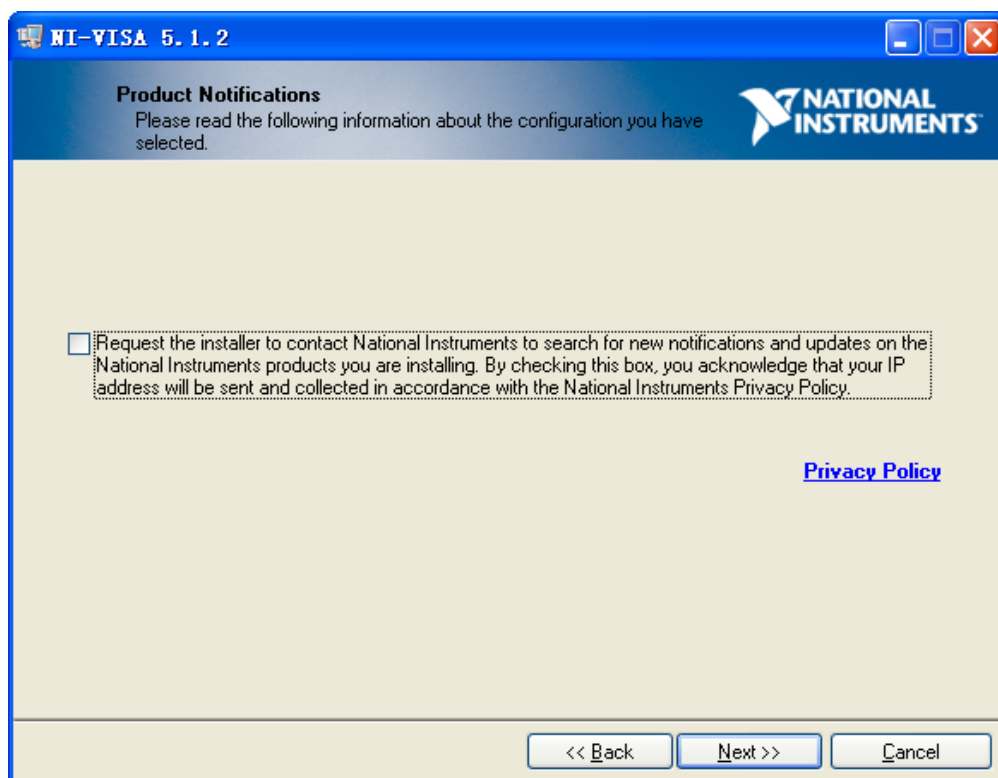 NI-VISA 5.1.2
Product Notifications
Please read the following information about the configuration you have
selected.
NATIONAL
INSTRUMENTS
Request the installer to contact National Instruments to search for new notifications and updates on the
National Instruments products you are installing. By checking this box, you acknowledge that your IP
address will be sent and collected in accordance with the National Instruments Privacy Policy.
Privacy Policy
<< Back
Next >>
Cancel